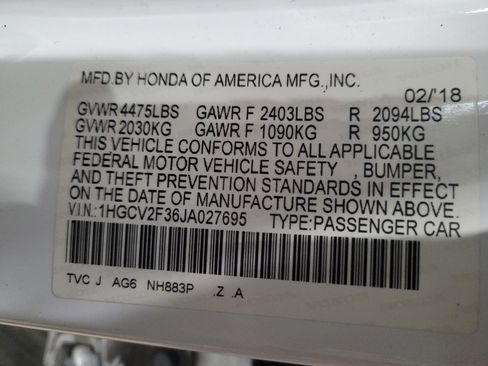 MFD.BY HONDA OF AMERICA MFG.,INC.
02/'18
GVWR 4475LBS GAWR F 2403LBS R 2094LBS
GVWR 2030KG GAWR F 1090KG R 950KG
THIS VEHICLE CONFORMS TO ALL APPLICABLE
FEDERAL MOTOR VEHICLE SAFETY , BUMPER,
AND THEFT PREVENTION STANDARDS IN EFFECT
ON THE DATE OF MANUFACTURE SHOWN ABOVE.
V.I.N.:1HGCV2F36JA027695 TYPE:PASSENGER CAR
TVC J AG6 NH883P .Z .A